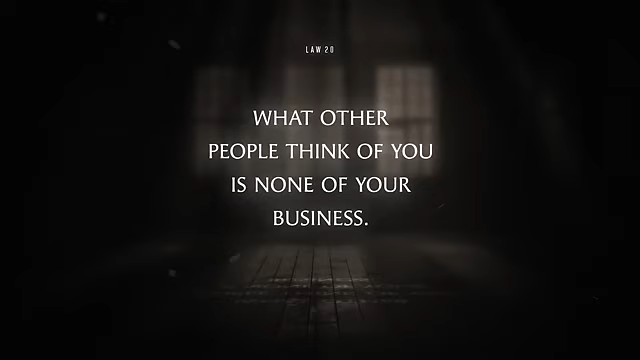 LAW 20
WHAT OTHER
PEOPLE THINK OF YOU
IS NONE OF YOUR
BUSINESS.